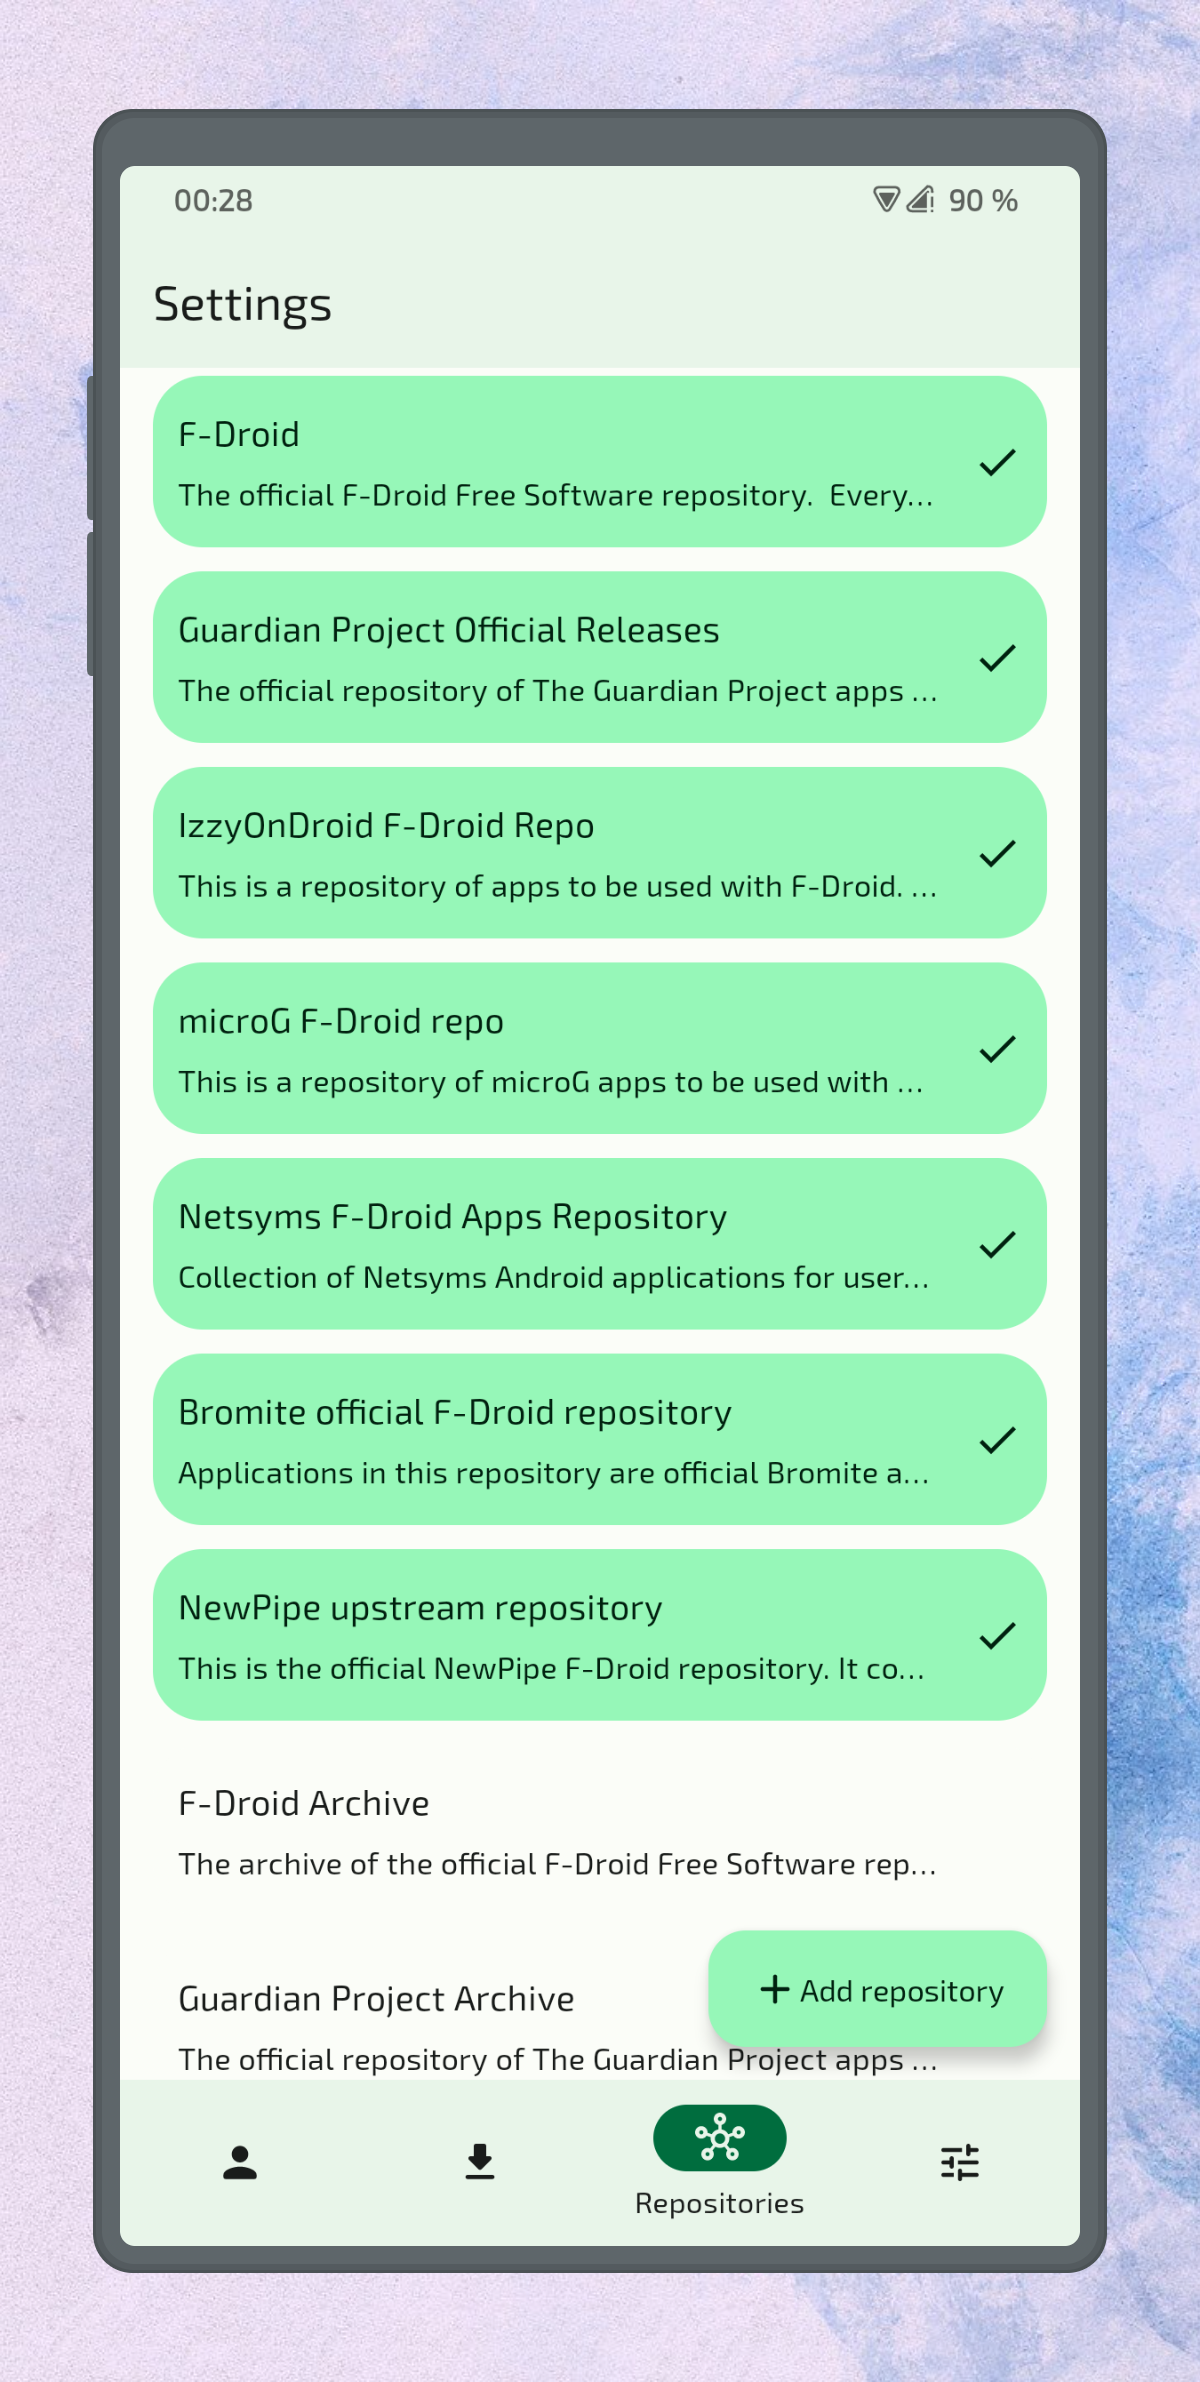 00:28
90 %
Settings
F-Droid
The official F-Droid Free Software repository.  Every…
Guardian Project Official Releases
The official repository of The Guardian Project apps …
IzzyOnDroid F-Droid Repo
This is a repository of apps to be used with F-Droid. …
microG F-Droid repo
This is a repository of microG apps to be used with …
Netsyms F-Droid Apps Repository
Collection of Netsyms Android applications for user…
Bromite official F-Droid repository
Applications in this repository are official Bromite a…
NewPipe upstream repository
This is the official NewPipe F-Droid repository. It co…
F-Droid Archive
The archive of the official F-Droid Free Software rep…
Guardian Project Archive
The official repository of The Guardian Project apps …
Add repository
Repositories